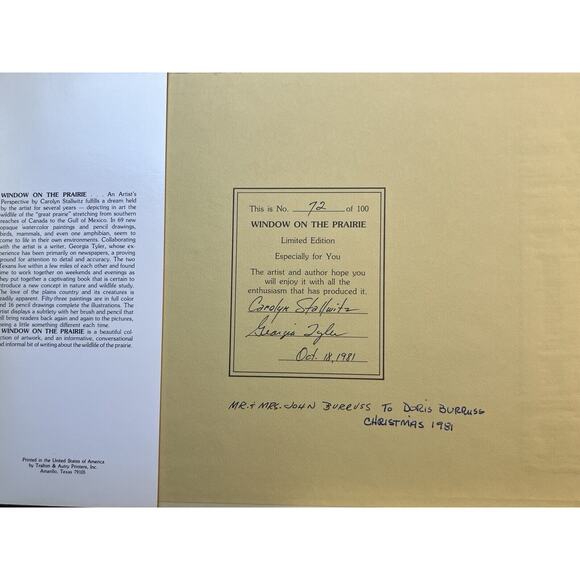 WINDOW ON THE PRAIRIE . . . An Artist's
Perspective by Carolyn Stallwitz fulfills a dream held
by the artist for several years — depicting in art the
wildlife of the "great prairie" stretching from southern
reaches of Canada to the Gulf of Mexico. In 69 new
opaque watercolor paintings and pencil drawings,
birds, mammals, and even one amphibian, seem to
come to life in their own environments. Collaborating
with the artist is a writer, Georgia Tyler, whose ex-
perience has been primarily on newspapers, a proving
ground for attention to detail and accuracy. The two
Texans live within a few miles of each other and found
time to work together on weekends and evenings as
they put together a captivating book that is certain to
introduce a new concept in nature and wildlife study.
The love of the plains country and its creatures is
readily apparent. Fifty-three paintings are in full color
and 16 pencil drawings complete the illustrations. The
artist displays a subtlety with her brush and pencil that
will bring readers back again and again to the pictures,
seeing a little something different each time.
WINDOW ON THE PRAIRIE is a beautiful col-
ction of artwork, and an informative, conversational
and informal bit of writing about the wildlife of the prairie.
Printed in the United States of America
by Tralton & Autry Printers, Inc.
Amarillo, Texas 79105
This is No. 72 of 100
WINDOW ON THE PRAIRIE
Limited Edition
Especially for You
The artist and author hope you
will enjoy it with all the
enthusiasm that has produced it.
Carolyn Stallwitz
Georgia Tyler
Oct. 18, 1981
MR. & MRS. JOHN BURRUSS TO DORIS BURRUSS
CHRISTMAS 1981